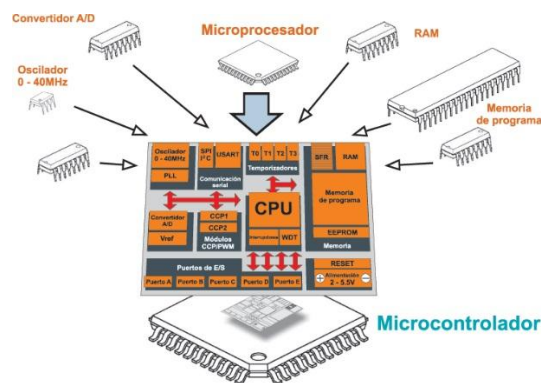 Convertidor A/D
Microprocesador
RAM
Oscilador
0 - 40MHz
Memoria
de programa
Oscilador
0 - 40MHz
PLL
SPI
I²C
USART
Comunicación
serial
T0 T1 T2 T3
Temporizadores
SFR
RAM
Memoria
de programa
EEPROM
Memoria
Convertidor
A/D
Vref
CCP1
CCP2
Módulos
CCP/PWM
CPU
Interrupciones
WDT
Puertos de E/S
Puerto A Puerto B Puerto C Puerto D Puerto E
RESET
+ Alimentación -
2 - 5.5V
Microcontrolador